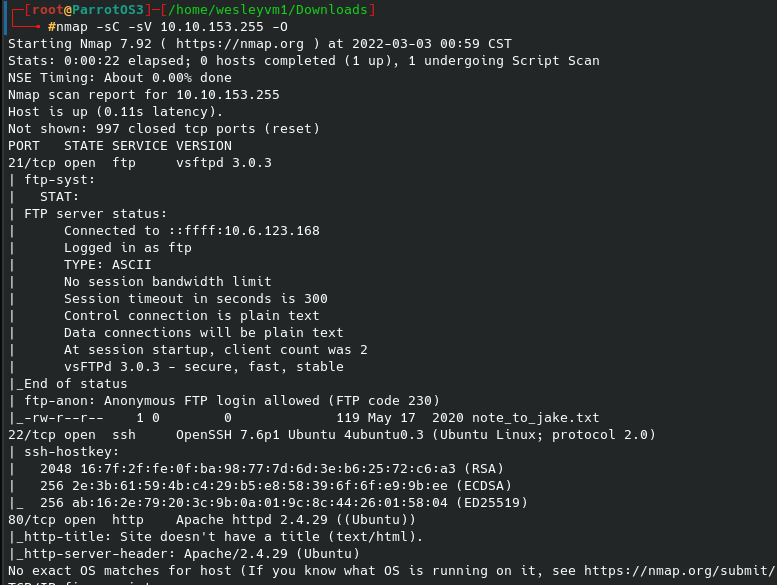 ┌─[root@ParrotOS3]─[/home/wesleyvm1/Downloads]
└──╼ #nmap -sC -sV 10.10.153.255 -O
Starting Nmap 7.92 ( https://nmap.org ) at 2022-03-03 00:59 CST
Stats: 0:00:22 elapsed; 0 hosts completed (1 up), 1 undergoing Script Scan
NSE Timing: About 0.00% done
Nmap scan report for 10.10.153.255
Host is up (0.11s latency).
Not shown: 997 closed tcp ports (reset)
PORT   STATE SERVICE VERSION
21/tcp open  ftp     vsftpd 3.0.3
| ftp-syst:
|   STAT:
| FTP server status:
|      Connected to ::ffff:10.6.123.168
|      Logged in as ftp
|      TYPE: ASCII
|      No session bandwidth limit
|      Session timeout in seconds is 300
|      Control connection is plain text
|      Data connections will be plain text
|      At session startup, client count was 2
|      vsFTPd 3.0.3 - secure, fast, stable
|_End of status
| ftp-anon: Anonymous FTP login allowed (FTP code 230)
|_-rw-r--r--    1 0        0             119 May 17  2020 note_to_jake.txt
22/tcp open  ssh     OpenSSH 7.6p1 Ubuntu 4ubuntu0.3 (Ubuntu Linux; protocol 2.0)
| ssh-hostkey:
|   2048 16:7f:2f:fe:0f:ba:98:77:7d:6d:3e:b6:25:72:c6:a3 (RSA)
|   256 2e:3b:61:59:4b:c4:29:b5:e8:58:39:6f:6f:e9:9b:ee (ECDSA)
|_  256 ab:16:2e:79:20:3c:9b:0a:01:9c:8c:44:26:01:58:04 (ED25519)
80/tcp open  http    Apache httpd 2.4.29 ((Ubuntu))
|_http-title: Site doesn't have a title (text/html).
|_http-server-header: Apache/2.4.29 (Ubuntu)
No exact OS matches for host (If you know what OS is running on it, see https://nmap.org/submit/